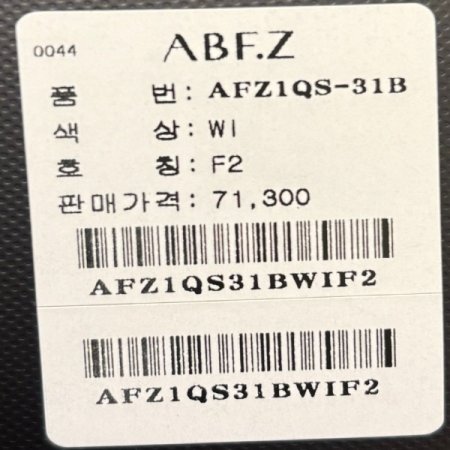 0044 ABF.Z
품 번: AFZ1QS-31B
색 상: WI
호 칭: F2
판매가격: 71,300
AFZ1QS31BWIF2
AFZ1QS31BWIF2